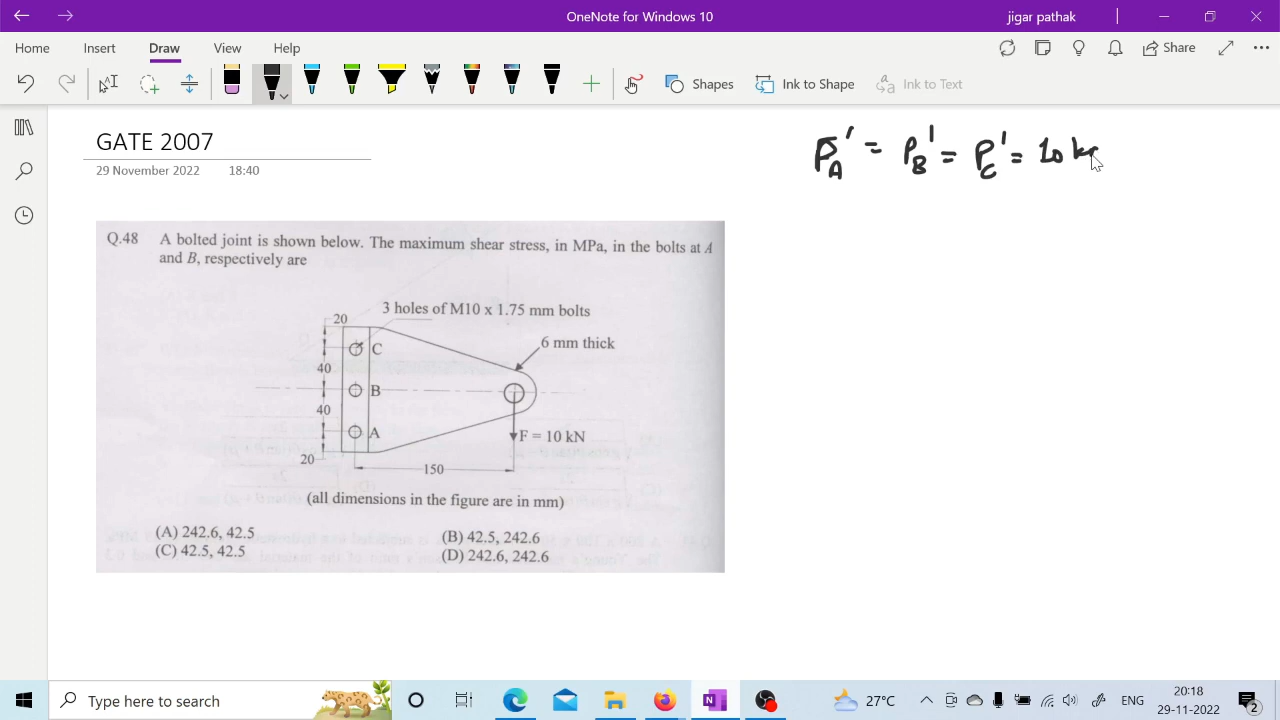 OneNote for Windows 10
jigar pathak
Home Insert Draw View Help
Share
Shapes Ink to Shape Ink to Text
GATE 2007
29 November 2022 18:40
P_A' = P_B' = P_C' = 10
Q.48 A bolted joint is shown below. The maximum shear stress, in MPa, in the bolts at A
and B, respectively are
3 holes of M10 x 1.75 mm bolts
20
6 mm thick
C
40
B
40
A
F = 10 kN
20
150
(all dimensions in the figure are in mm)
(A) 242.6, 42.5 (B) 42.5, 242.6
(C) 42.5, 42.5 (D) 242.6, 242.6
Type here to search
27°C
ENG
20:18
29-11-2022
2